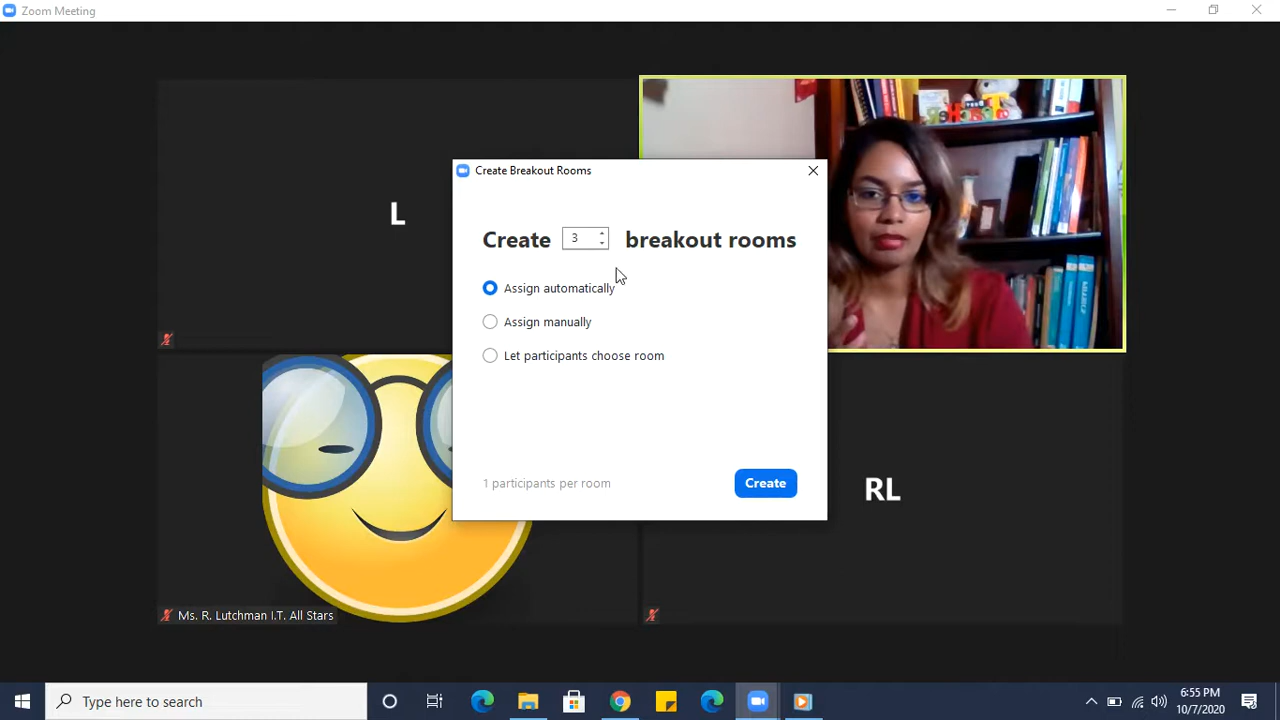 Zoom Meeting
L
Create Breakout Rooms
Create 3 breakout rooms
Assign automatically
Assign manually
Let participants choose room
1 participants per room
Create
RL
Ms. R. Lutchman I.T. All Stars
Type here to search
6:55 PM
10/7/2020